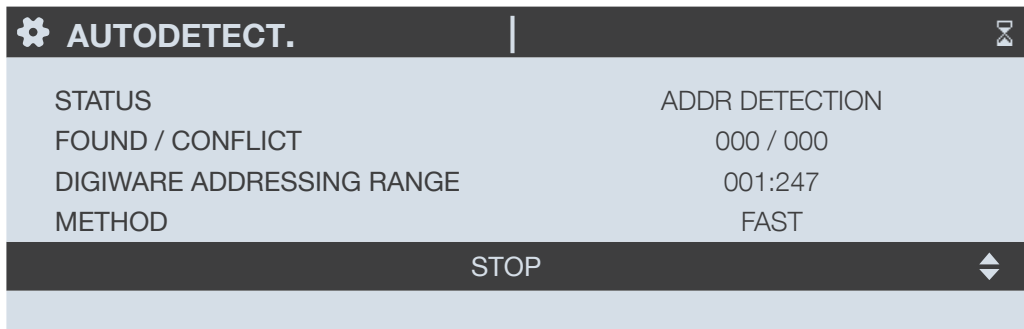 AUTODETECT.
STATUS ADDR DETECTION
FOUND / CONFLICT 000 / 000
DIGIWARE ADDRESSING RANGE 001:247
METHOD FAST
STOP